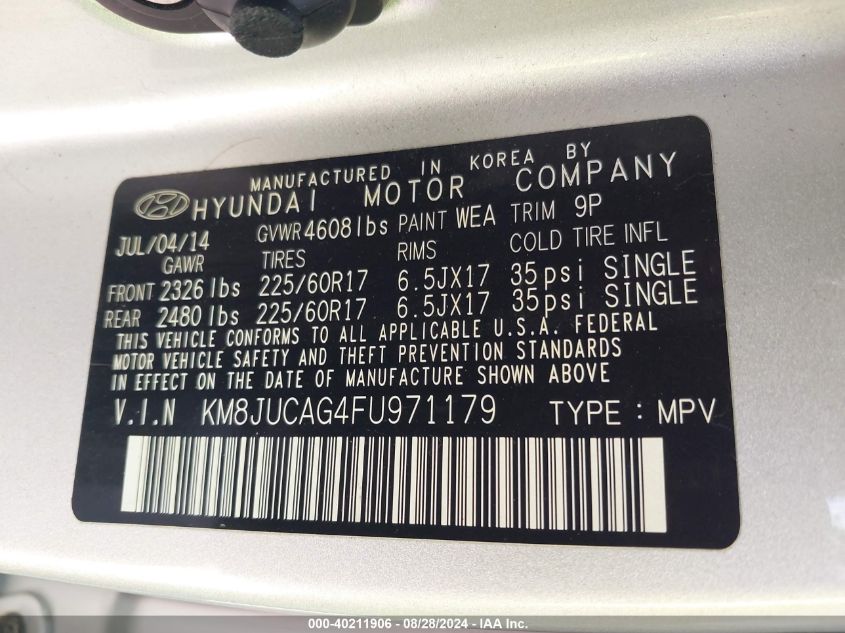 MANUFACTURED IN KOREA BY
HYUNDAI MOTOR COMPANY
JUL/04/14 GVWR 4608lbs PAINT WEA TRIM 9P
GAWR TIRES RIMS COLD TIRE INFL
FRONT 2326 lbs 225/60R17 6.5JX17 35psi SINGLE
REAR 2480 lbs 225/60R17 6.5JX17 35psi SINGLE
THIS VEHICLE CONFORMS TO ALL APPLICABLE U.S.A. FEDERAL
MOTOR VEHICLE SAFETY AND THEFT PREVENTION STANDARDS
IN EFFECT ON THE DATE OF MANUFACTURE SHOWN ABOVE
V.I.N KM8JUCAG4FU971179 TYPE : MPV
000-40211906 - 08/28/2024 - IAA Inc.